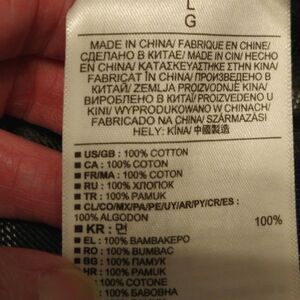 L
G
MADE IN CHINA/ FABRIQUE EN CHINE/
СДЕЛАНО В КИТАЕ/ MADE IN CIN/ HECHO
EN CHINA/ ΚΑΤΑΣΚΕΥΑΣΤΗΚΕ ΣΤΗΝ ΚΙΝΑ/
FABRICAT ÎN CHINA/ ПРОИЗВЕДЕНО В
КИТАЙ/ ZEMLJA PROIZVODNJE KINA/
ВИРОБЛЕНО В КИТАЇ/ PROIZVEDENO U
KINI/ WYPRODUKOWANO W CHINACH/
FABRICADO NA CHINA/ SZÁRMAZÁSI
HELY: KÍNA/ 中國製造
US/GB : 100% COTTON
CA : 100% COTON
FR/MA : 100% COTON
RU : 100% ХЛОПОК
TR : 100% PAMUK
CL/CO/MX/PA/PE/UY/AR/PY/CR/ES :
100% ALGODON
KR : 면 100%
EL : 100% ΒΑΜΒΑΚΕΡΟ
RO : 100% BUMBAC
BG : 100% ПАМУК
HR : 100% PAMUK
: 100% COTONE
: 100% БАВОВНА